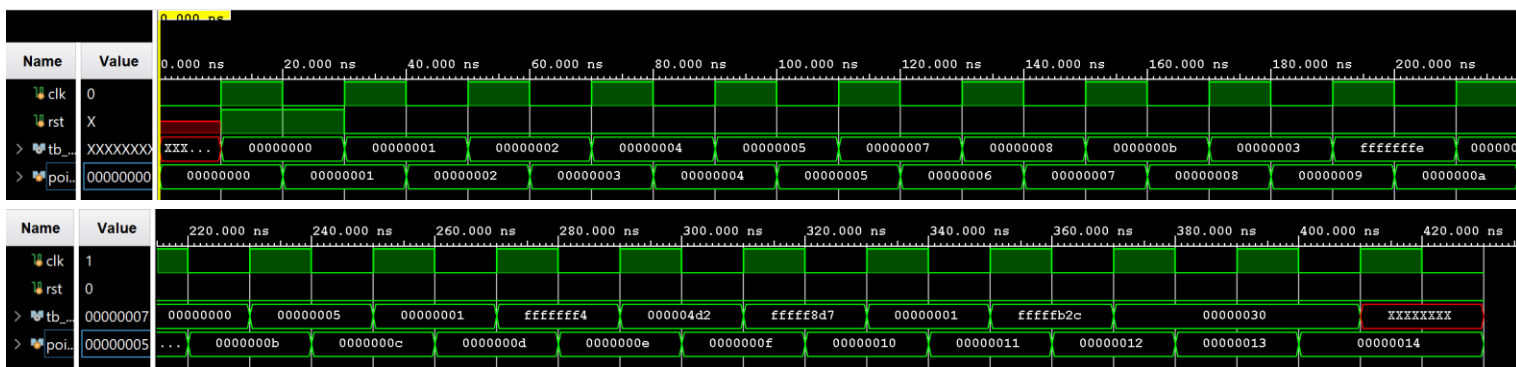 0.000 ns
Name Value 0.000 ns 20.000 ns 40.000 ns 60.000 ns 80.000 ns 100.000 ns 120.000 ns 140.000 ns 160.000 ns 180.000 ns 200.000 ns
clk 0
rst X
tb_... XXXXXXXX XXX... 00000000 00000001 00000002 00000004 00000005 00000007 00000008 0000000b 00000003 fffffffe 000000
poi.. 00000000 00000000 00000001 00000002 00000003 00000004 00000005 00000006 00000007 00000008 00000009 0000000a
Name Value 220.000 ns 240.000 ns 260.000 ns 280.000 ns 300.000 ns 320.000 ns 340.000 ns 360.000 ns 380.000 ns 400.000 ns 420.000 ns
clk 1
rst 0
tb_... 00000007 00000000 00000005 00000001 fffffff4 000004d2 fffff8d7 00000001 fffffb2c 00000030 XXXXXXXX
poi.. 00000005 ... 0000000b 0000000c 0000000d 0000000e 0000000f 00000010 00000011 00000012 00000013 00000014